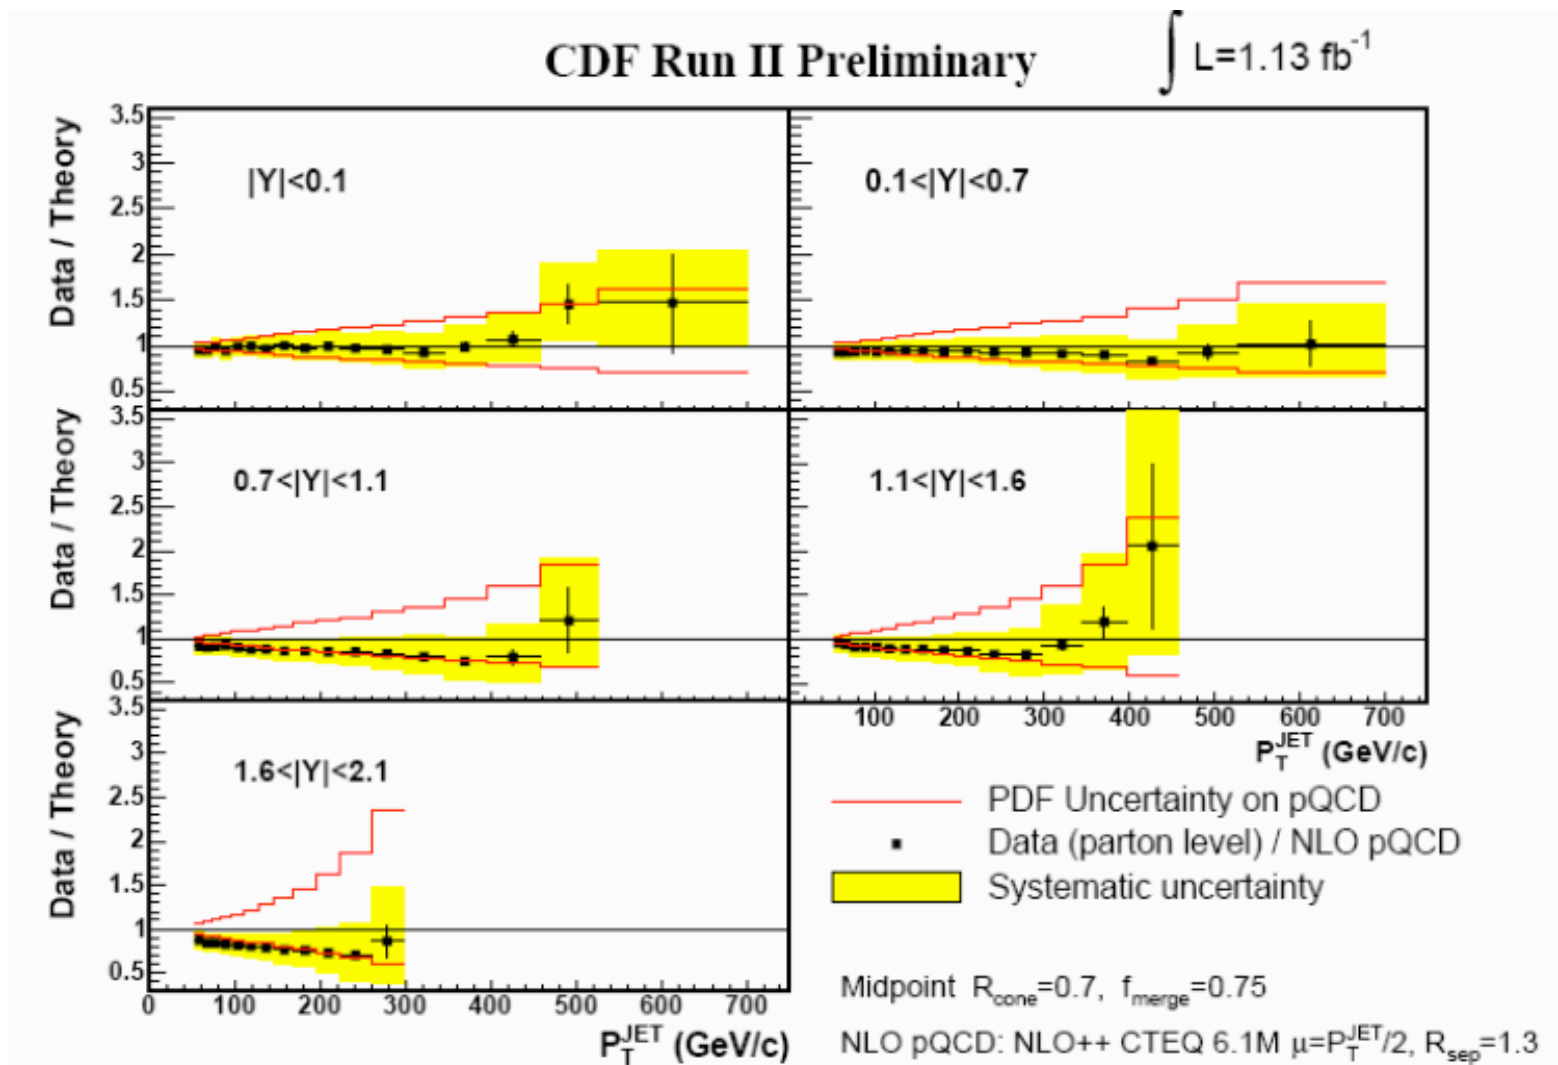 CDF Run II Preliminary
∫ L=1.13 fb⁻¹
Data / Theory
3.5
3
2.5
2
1.5
1
0.5
|Y|<0.1
0.1<|Y|<0.7
Data / Theory
3.5
3
2.5
2
1.5
1
0.5
0.7<|Y|<1.1
1.1<|Y|<1.6
100 200 300 400 500 600 700
P_T^JET (GeV/c)
Data / Theory
3.5
3
2.5
2
1.5
1
0.5
1.6<|Y|<2.1
0 100 200 300 400 500 600 700
P_T^JET (GeV/c)
PDF Uncertainty on pQCD
Data (parton level) / NLO pQCD
Systematic uncertainty
Midpoint R_cone=0.7, f_merge=0.75
NLO pQCD: NLO++ CTEQ 6.1M μ=P_T^JET/2, R_sep=1.3